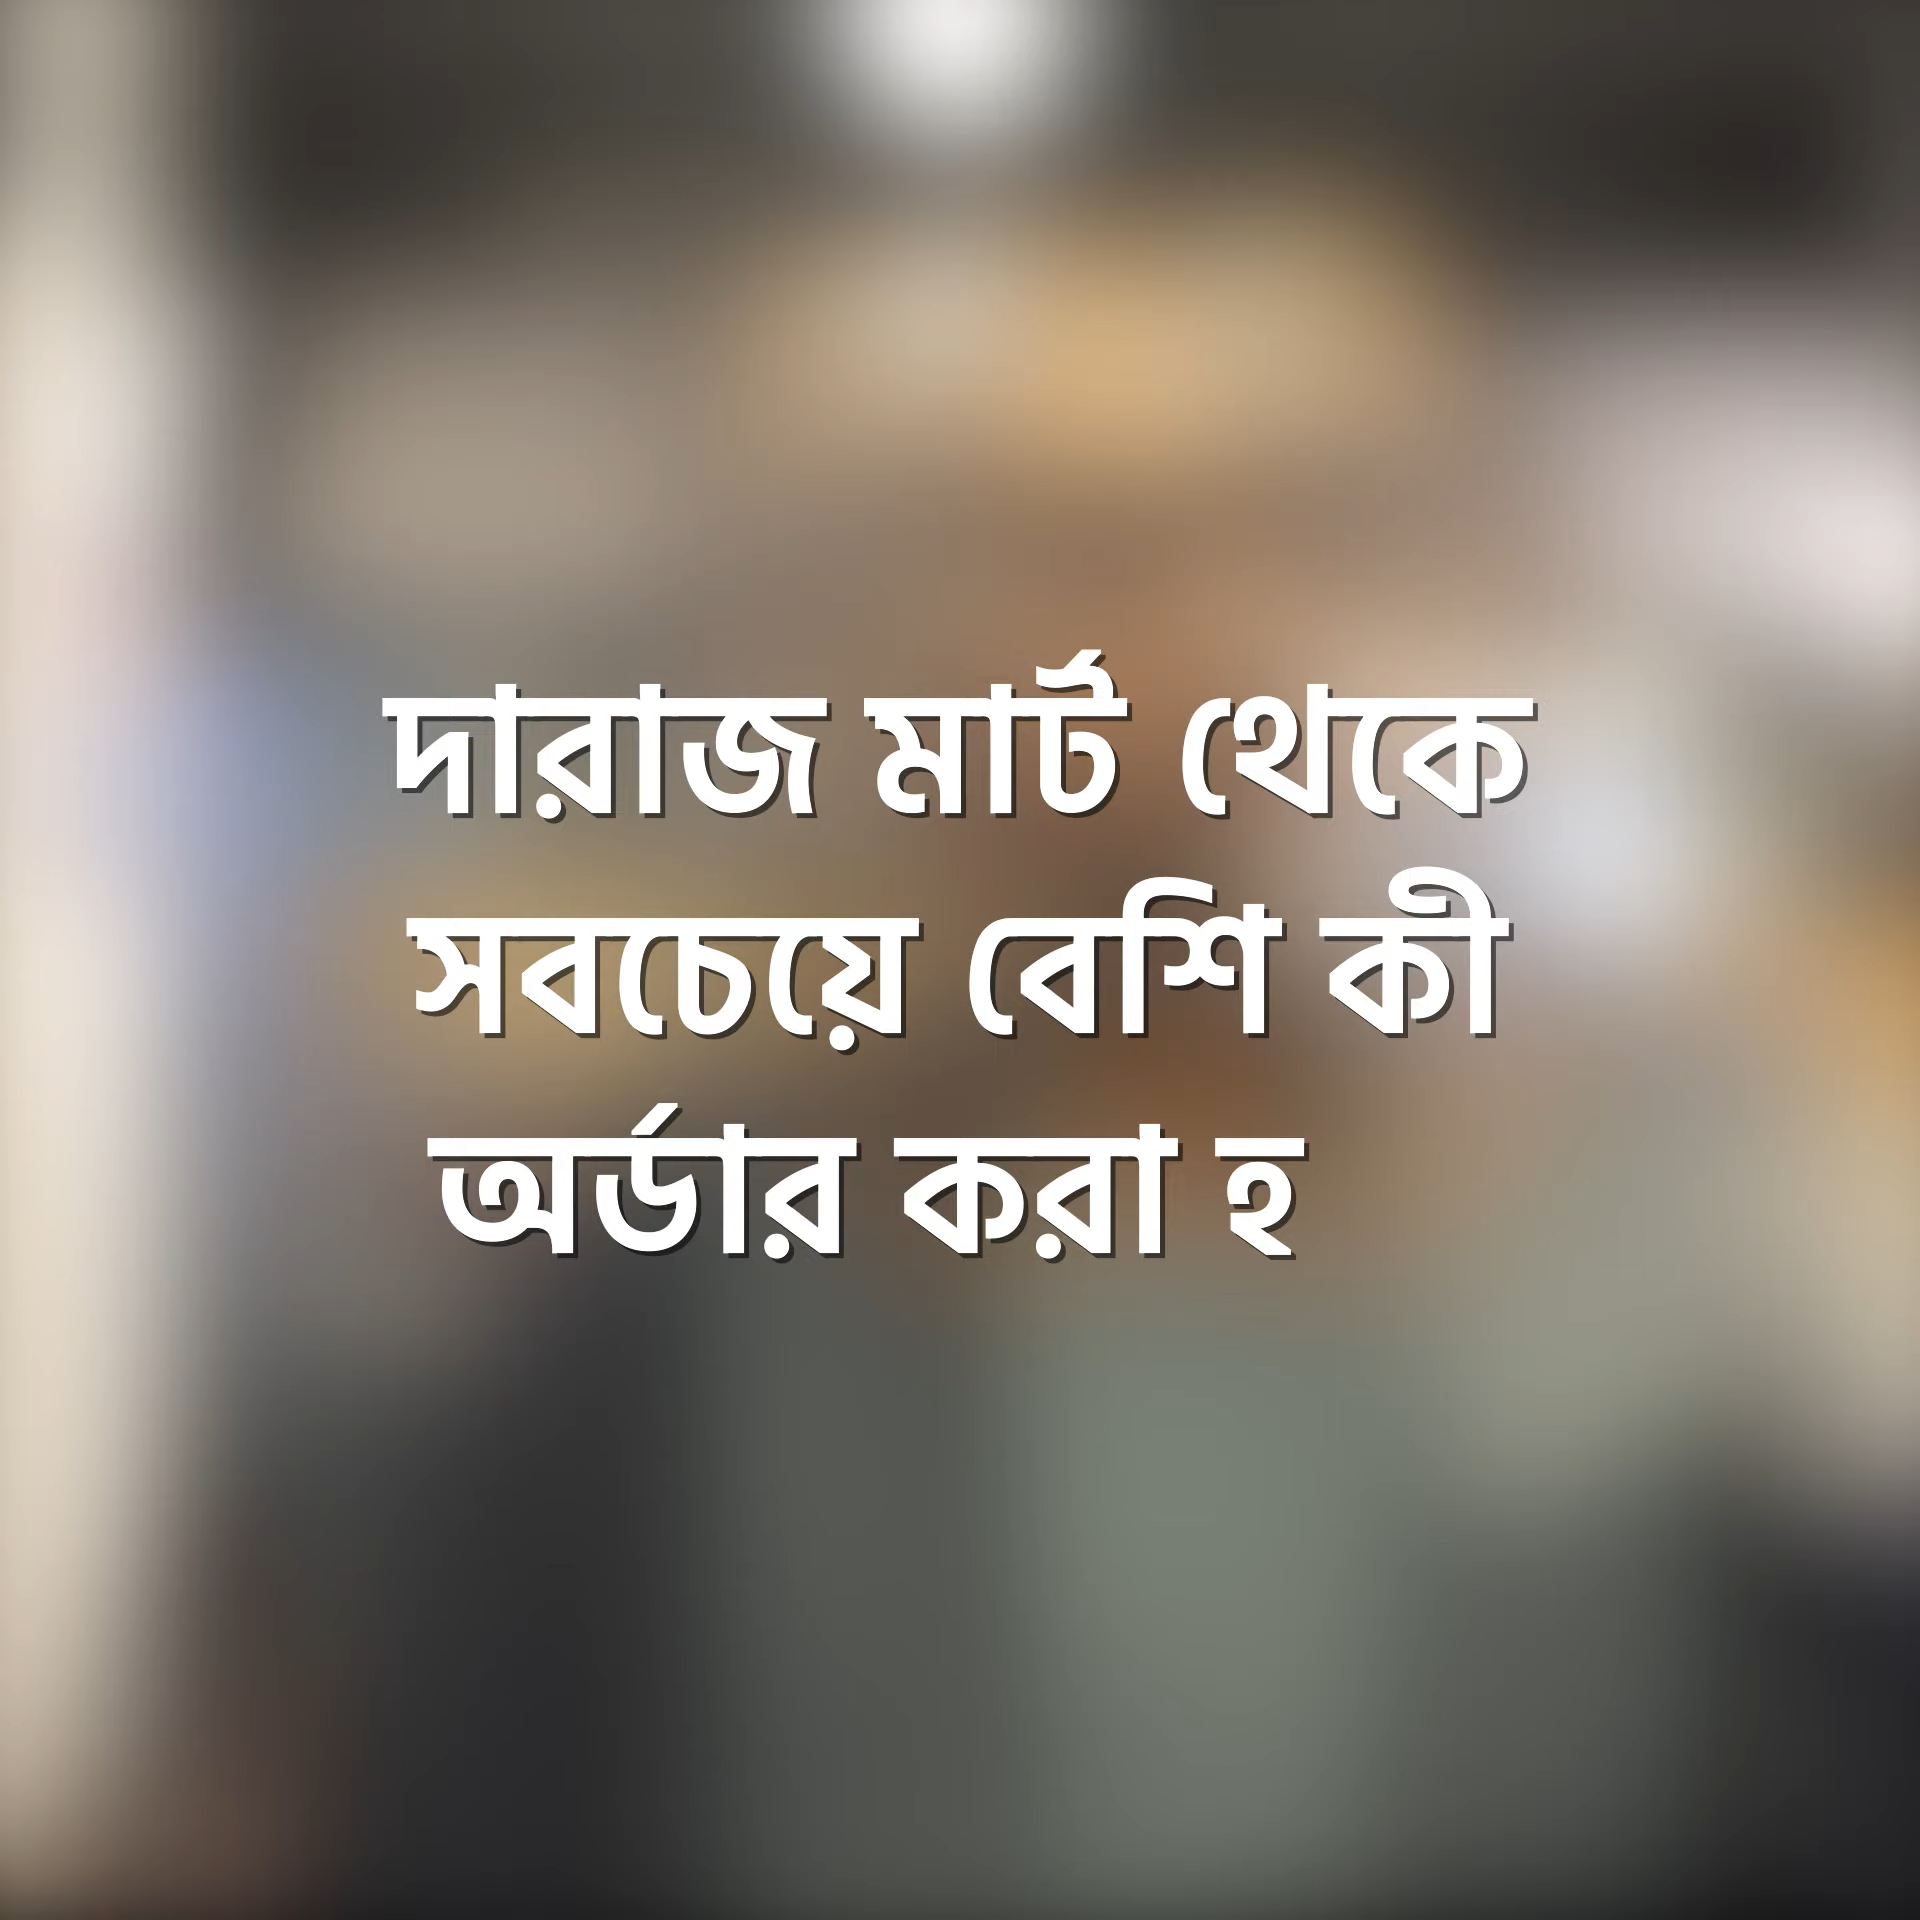 দারাজ মার্ট থেকে
সবচেয়ে বেশি কী
অর্ডার করা হ